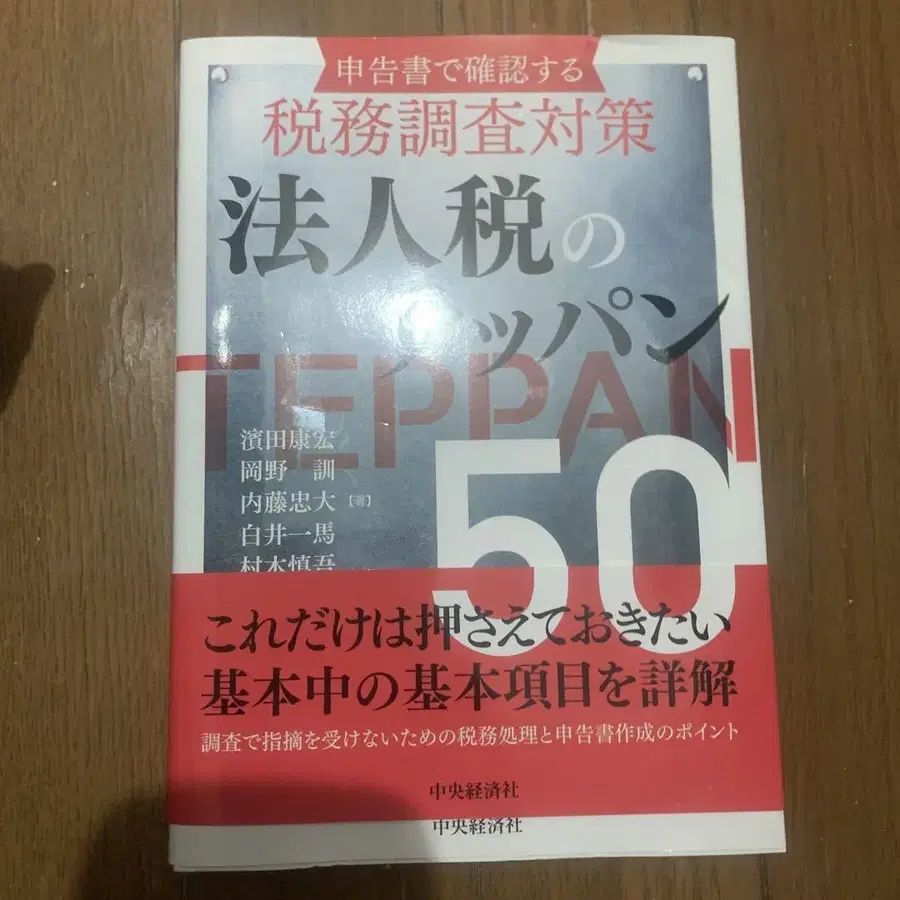 申告書で確認する
税務調査対策
法人税の
テッパン
TEPPAN
50
濱田康宏
岡野 訓
内藤忠大【著】
白井一馬
村木慎吾
これだけは押さえておきたい
基本中の基本項目を詳解
調査で指摘を受けないための税務処理と申告書作成のポイント
中央経済社
中央経済社